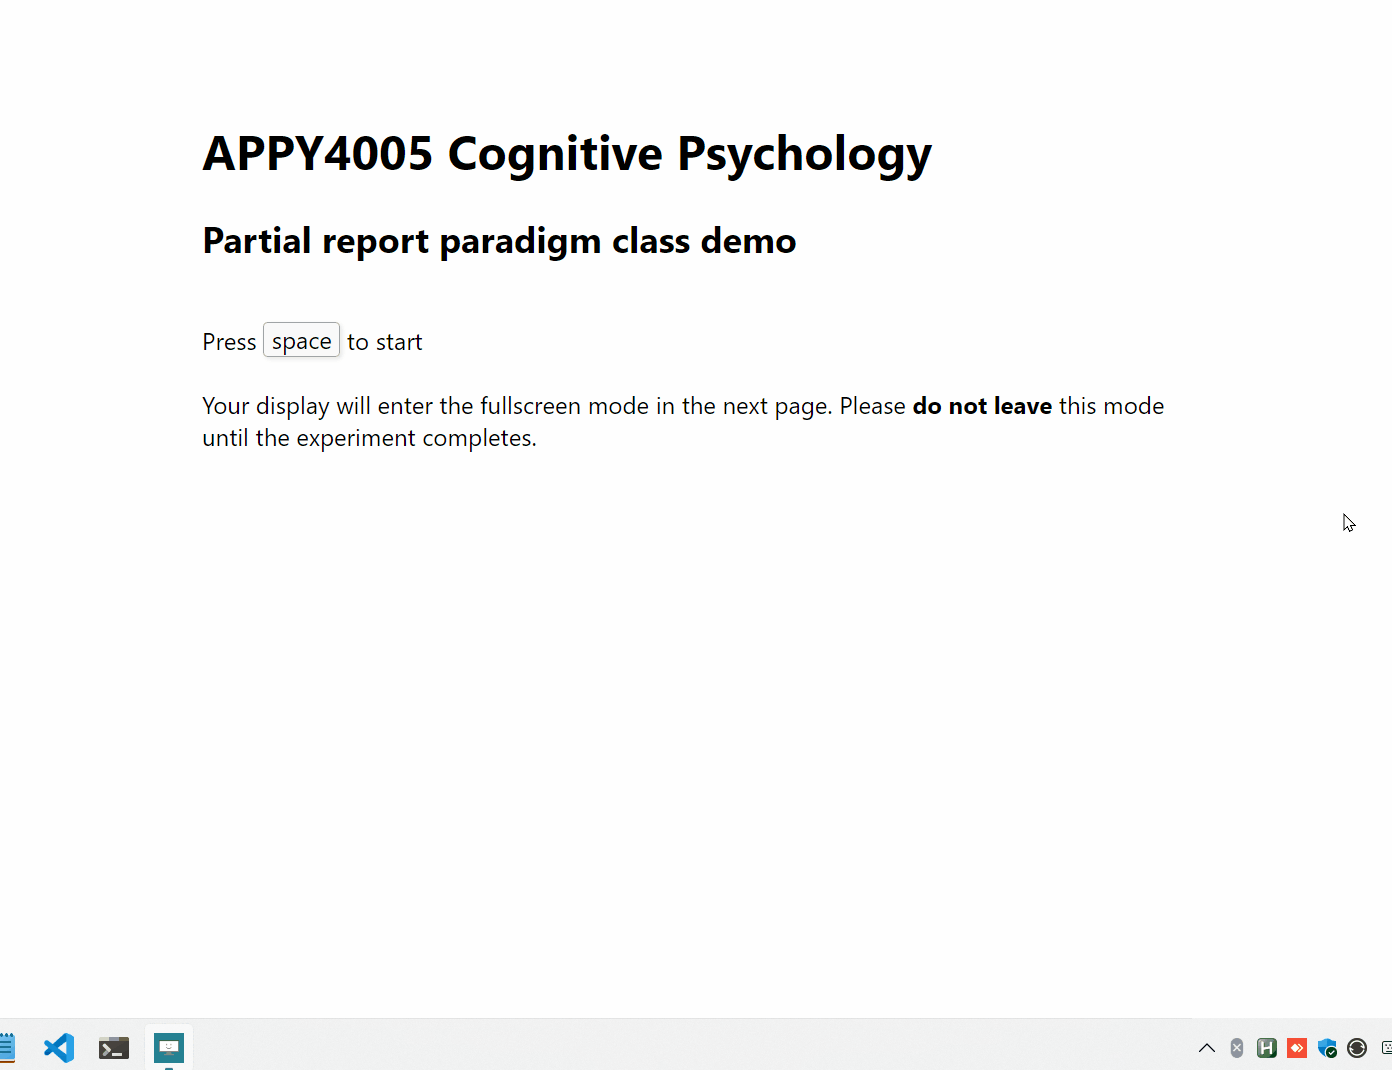 APPY4005 Cognitive Psychology
Partial report paradigm class demo
Press space to start
Your display will enter the fullscreen mode in the next page. Please do not leave this mode
until the experiment completes.